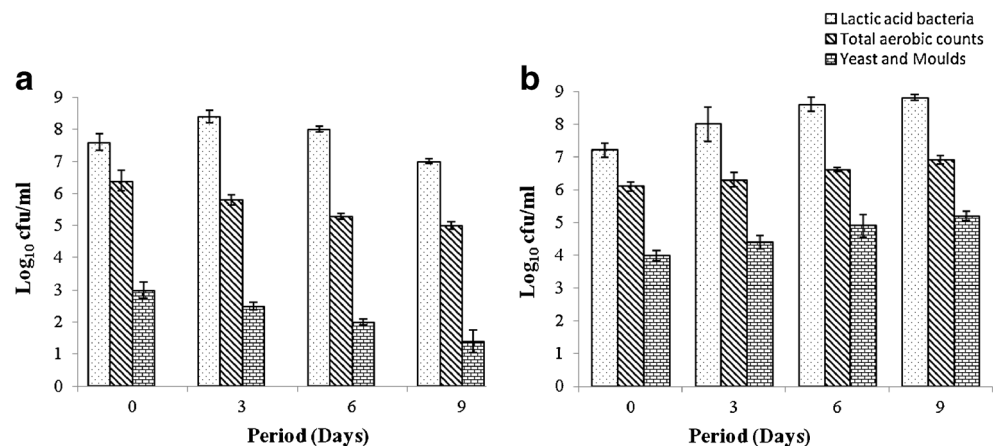 Lactic acid bacteria
Total aerobic counts
Yeast and Moulds
a
9
8
7
6
5
4
3
2
1
0
Log10 cfu/ml
0 3 6 9
Period (Days)
b
9
8
7
6
5
4
3
2
1
0
Log10 cfu/ml
0 3 6 9
Period (Days)